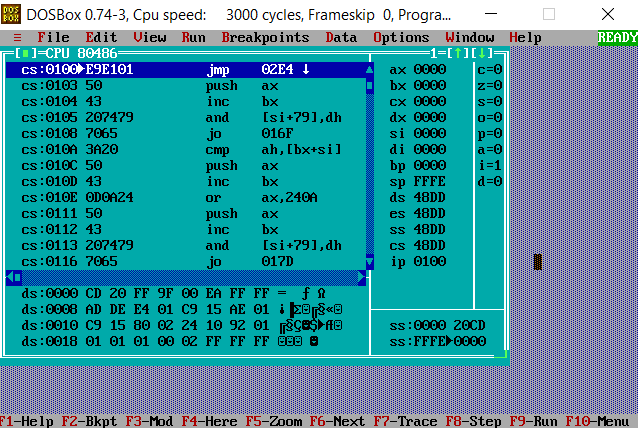 DOSBox 0.74-3, Cpu speed: 3000 cycles, Frameskip 0, Progra...
≡ File Edit View Run Breakpoints Data Options Window Help READY
[■]=CPU 80486 1=[↑][↓]
cs:0100►E9E101 jmp 02E4 ↓ ax 0000 c=0
cs:0103 50 push ax bx 0000 z=0
cs:0104 43 inc bx cx 0000 s=0
cs:0105 207479 and [si+79],dh dx 0000 o=0
cs:0108 7065 jo 016F si 0000 p=0
cs:010A 3A20 cmp ah,[bx+si] di 0000 a=0
cs:010C 50 push ax bp 0000 i=1
cs:010D 43 inc bx sp FFFE d=0
cs:010E 0D0A24 or ax,240A ds 48DD
cs:0111 50 push ax es 48DD
cs:0112 43 inc bx ss 48DD
cs:0113 207479 and [si+79],dh cs 48DD
cs:0116 7065 jo 017D ip 0100
ds:0000 CD 20 FF 9F 00 EA FF FF = ƒ Ω
ds:0008 AD DE E4 01 C9 15 AE 01
ds:0010 C9 15 80 02 24 10 92 01 ss:0000 20CD
ds:0018 01 01 01 00 02 FF FF FF ss:FFFE►0000
F1-Help F2-Bkpt F3-Mod F4-Here F5-Zoom F6-Next F7-Trace F8-Step F9-Run F10-Menu